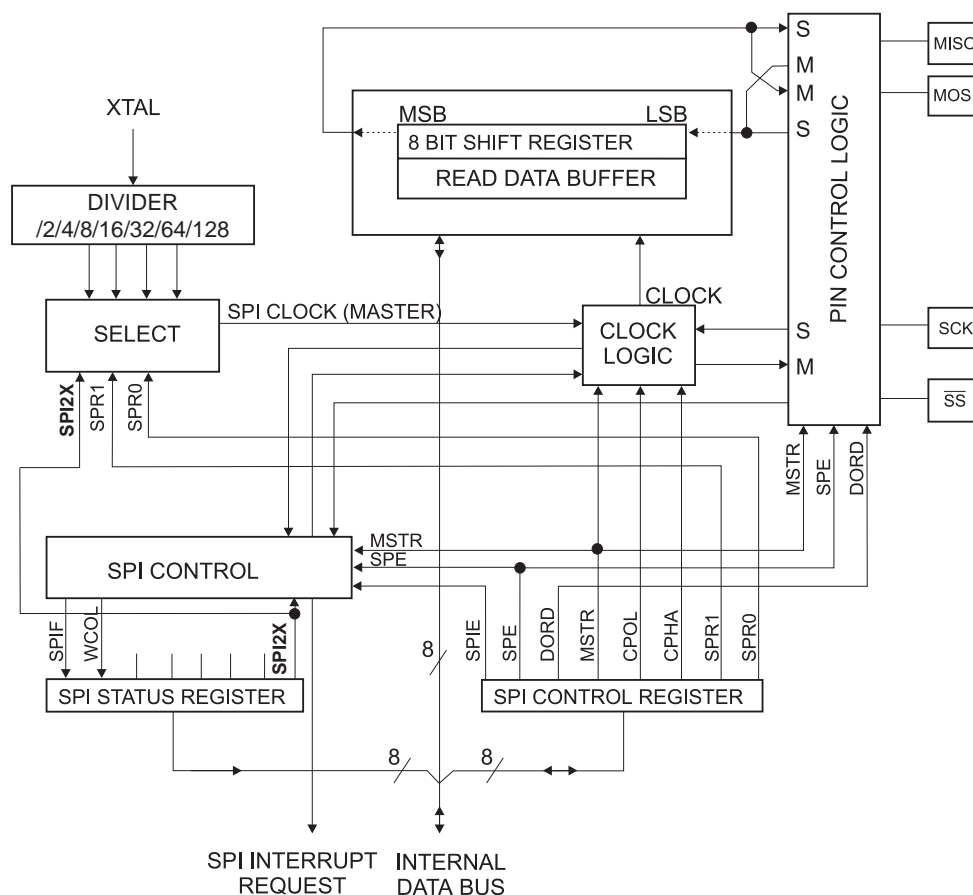 S
MISO
M
XTAL
MSB
LSB
M
MOS
8 BIT SHIFT REGISTER
S
READ DATA BUFFER
DIVIDER
/2/4/8/16/32/64/128
PIN CONTROL LOGIC
SPI CLOCK (MASTER)
CLOCK
SELECT
CLOCK
LOGIC
S
SCK
M
SPI2X
SPR1
SPR0
SS
MSTR
SPE
DORD
MSTR
SPE
SPI CONTROL
SPIF
WCOL
SPI2X
SPIE
SPE
DORD
MSTR
CPOL
CPHA
SPR1
SPR0
8
SPI STATUS REGISTER
SPI CONTROL REGISTER
8
8
SPI INTERRUPT
REQUEST
INTERNAL
DATA BUS